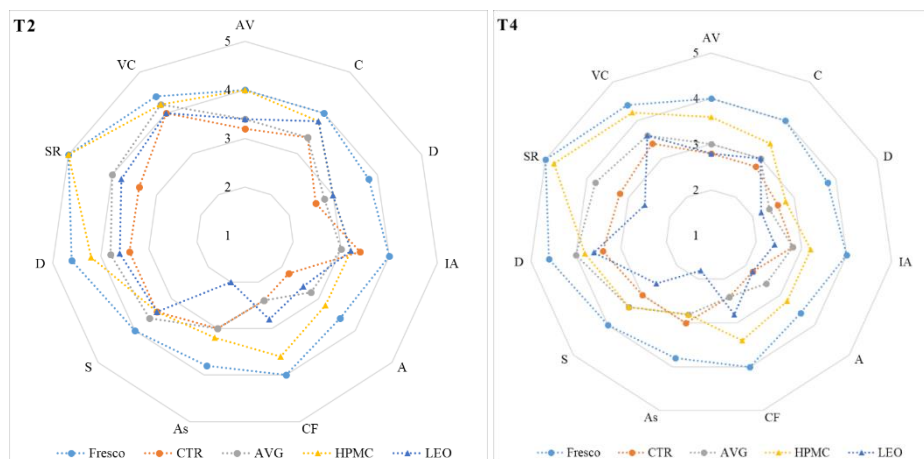 T2
AV
5
VC
C
4
3
SR
D
2
1
D
IA
S
A
As
CF
Fresco CTR AVG HPMC LEO
T4
AV
5
VC
C
4
3
SR
D
2
1
D
IA
S
A
As
CF
Fresco CTR AVG HPMC LEO